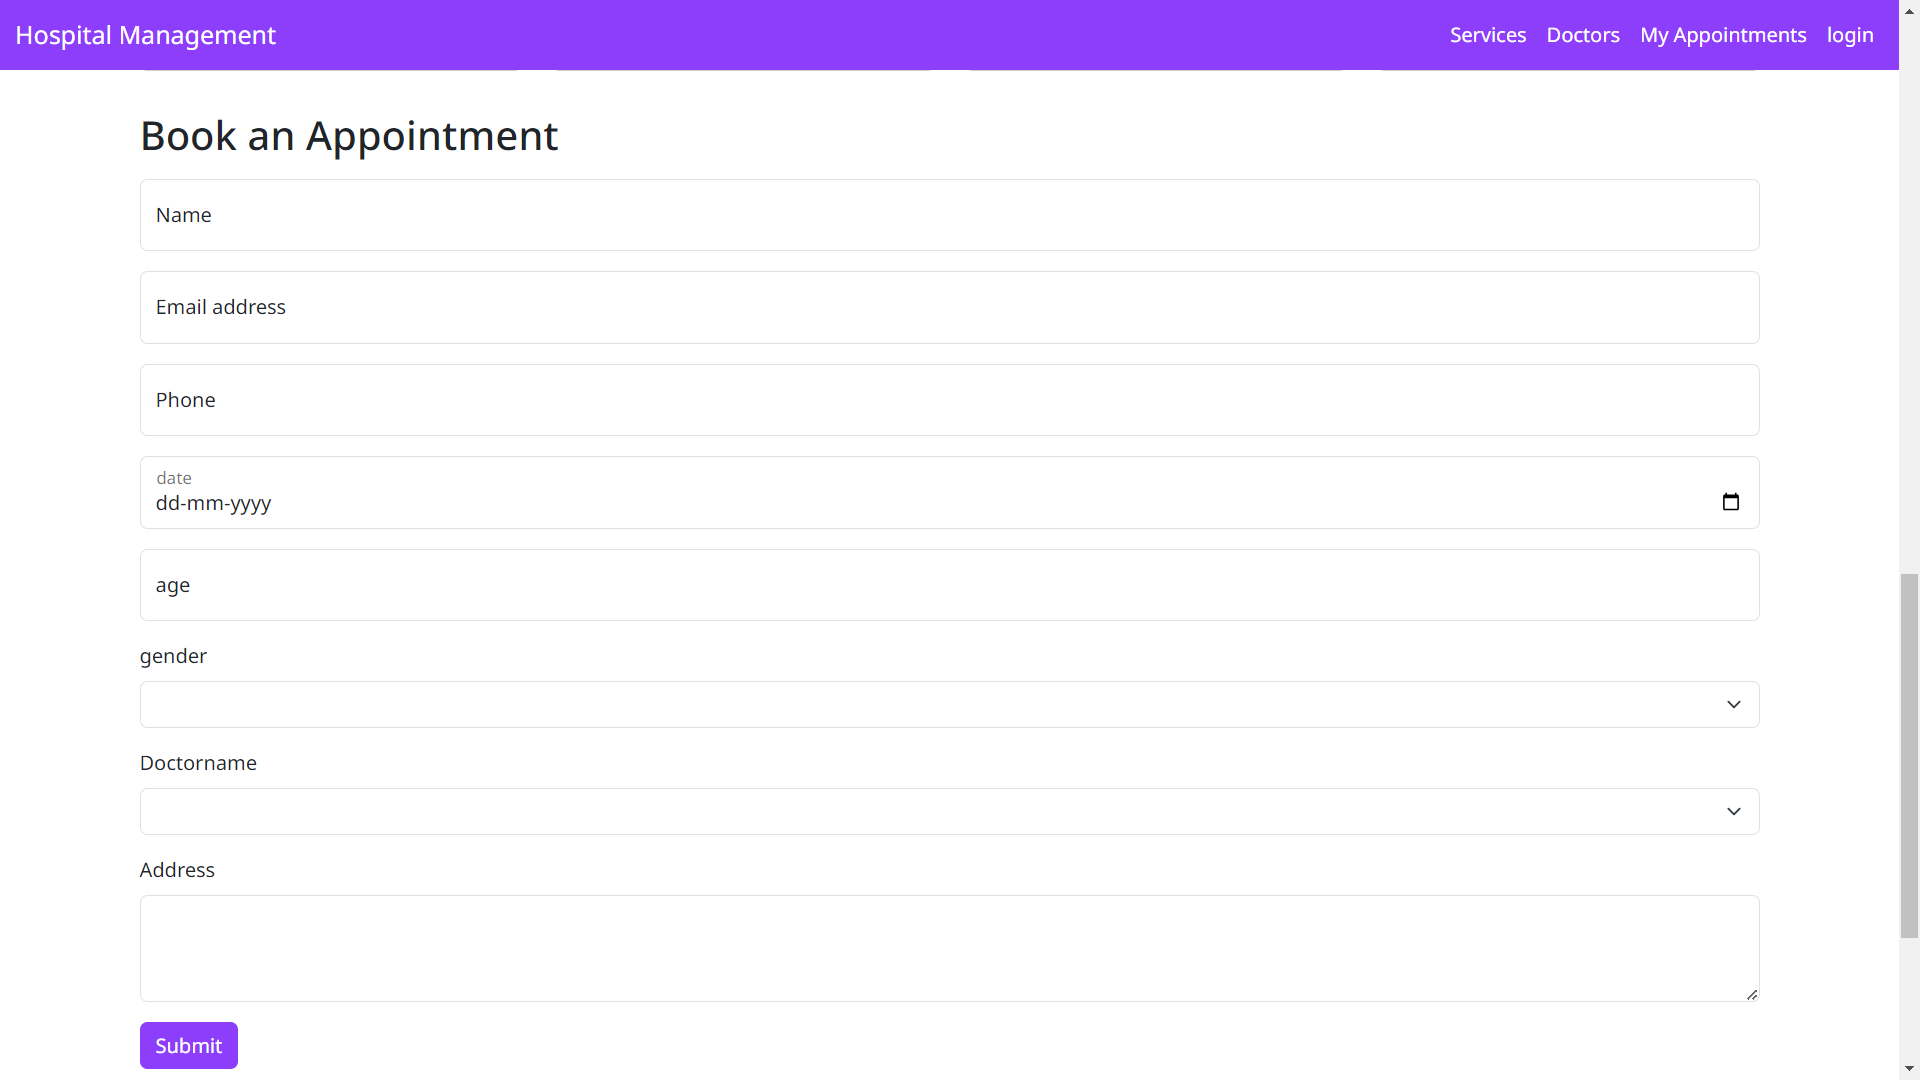 Hospital Management
Services Doctors My Appointments login
Book an Appointment
Name
Email address
Phone
date
dd-mm-yyyy
age
gender
Doctorname
Address
Submit